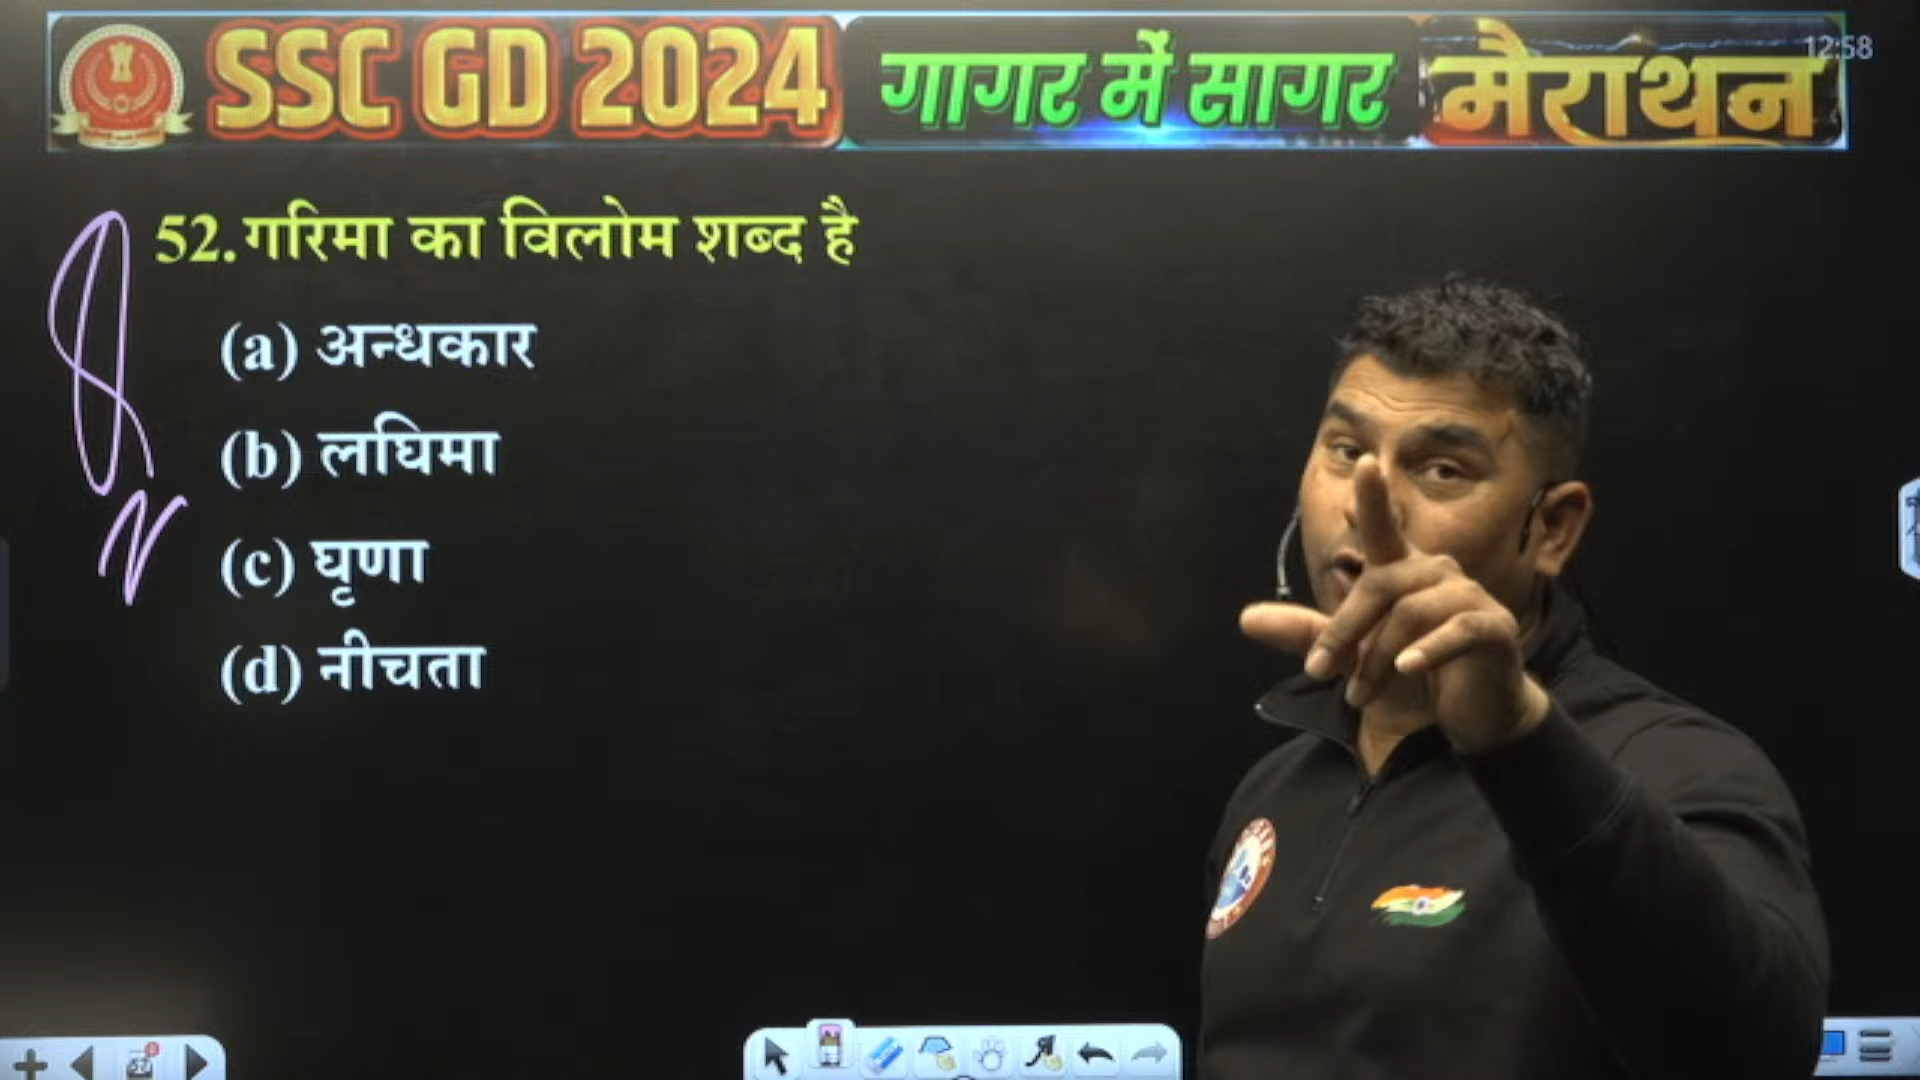 SSC GD 2024 गागर में सागर मैराथन
12:58
52. गरिमा का विलोम शब्द है
(a) अन्धकार
(b) लघिमा
(c) घृणा
(d) नीचता